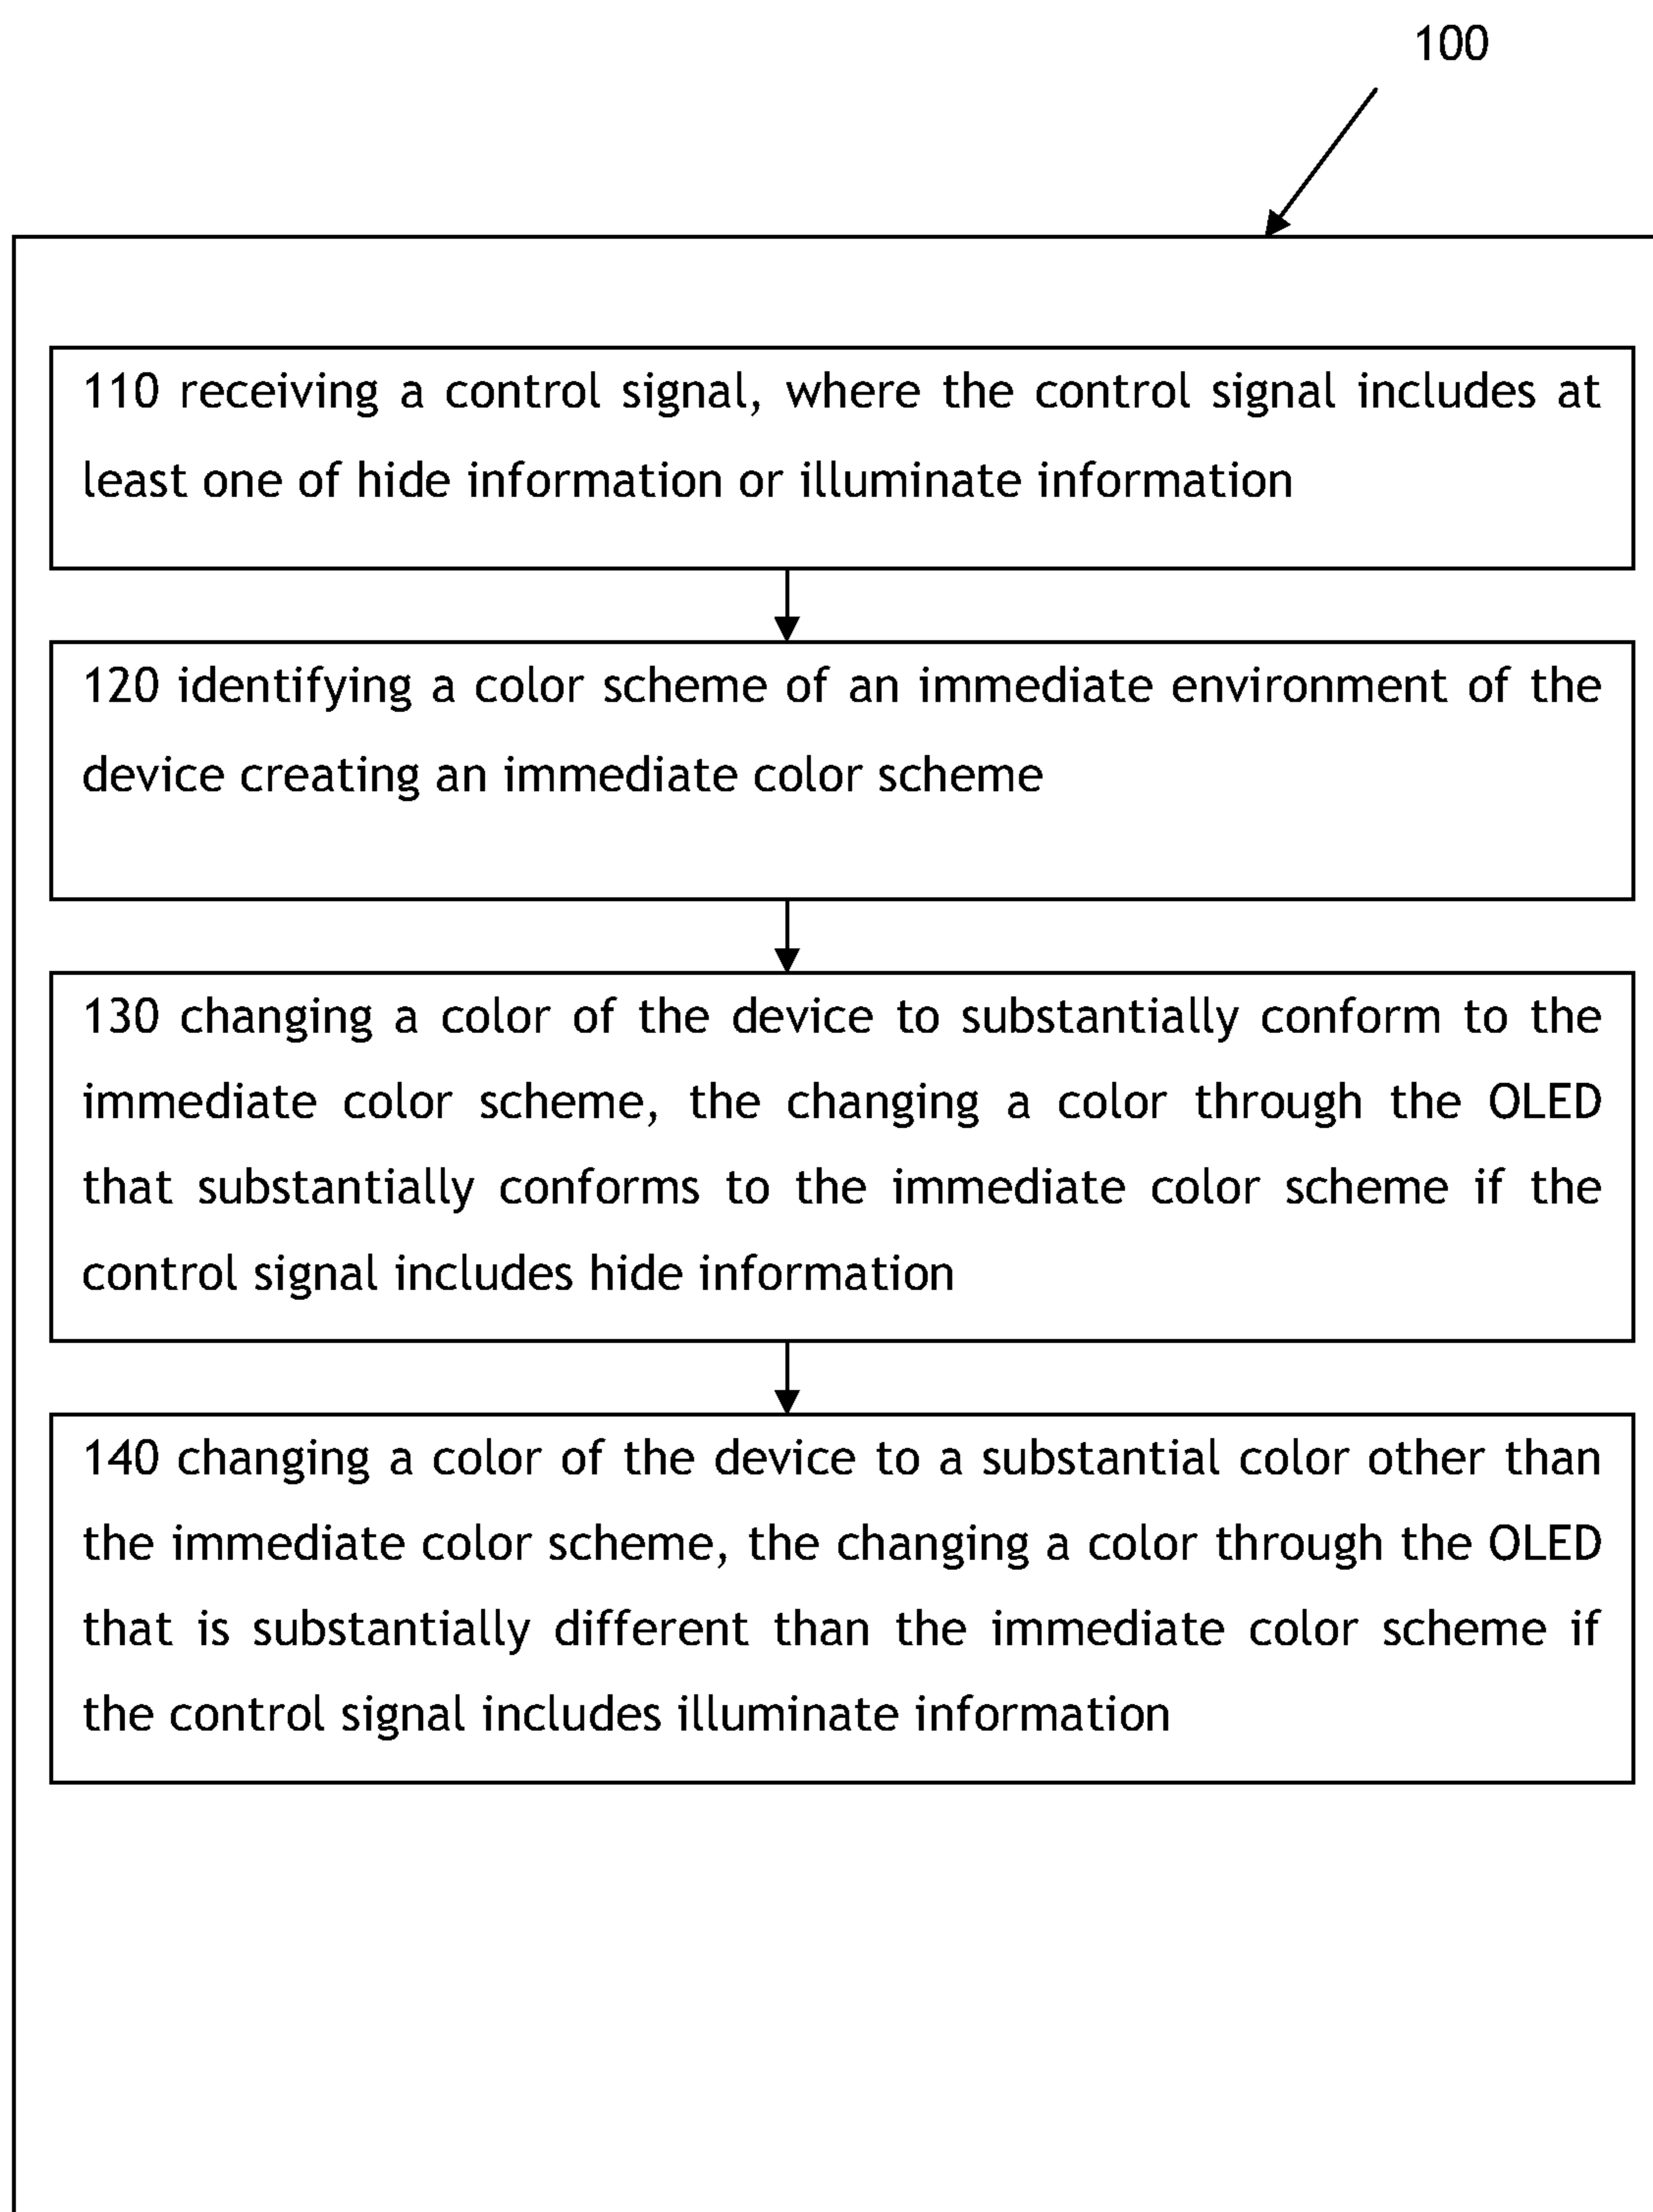 100
110 receiving a control signal, where the control signal includes at
least one of hide information or illuminate information
120 identifying a color scheme of an immediate environment of the
device creating an immediate color scheme
130 changing a color of the device to substantially conform to the
immediate color scheme, the changing a color through the OLED
that substantially conforms to the immediate color scheme if the
control signal includes hide information
140 changing a color of the device to a substantial color other than
the immediate color scheme, the changing a color through the OLED
that is substantially different than the immediate color scheme if
the control signal includes illuminate information